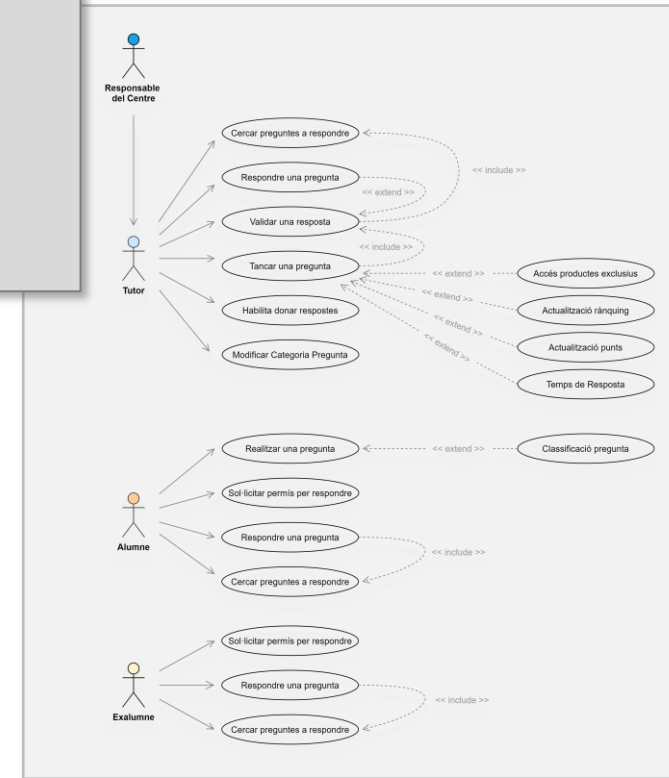 Responsable
del Centre
Cercar preguntes a respondre
<< include >>
Respondre una pregunta
<< extend >>
Validar una resposta
<< include >>
Tutor
Tancar una pregunta
<< extend >>
Accés productes exclusius
Habilita donar respostes
<< extend >>
Actualització rànquing
Modificar Categoria Pregunta
<< extend >>
Actualització punts
<< extend >>
Temps de Resposta
Realitzar una pregunta
<< extend >>
Classificació pregunta
Sol·licitar permís per respondre
Alumne
Respondre una pregunta
<< include >>
Cercar preguntes a respondre
Sol·licitar permís per respondre
Exalumne
Respondre una pregunta
<< include >>
Cercar preguntes a respondre